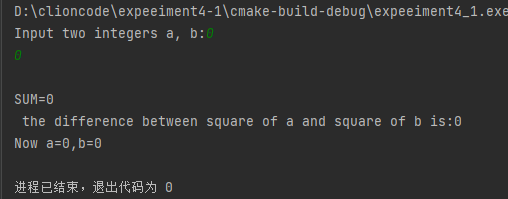 D:\clioncode\expeeiment4-1\cmake-build-debug\expeeiment4_1.exe
Input two integers a, b:0
0
SUM=0
the difference between square of a and square of b is:0
Now a=0,b=0
进程已结束，退出代码为 0